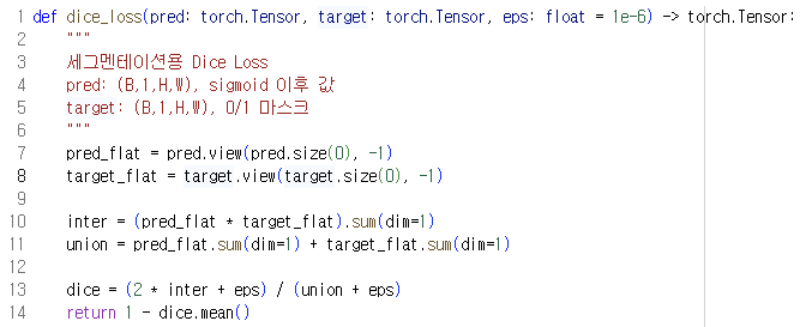 1 def dice_loss(pred: torch.Tensor, target: torch.Tensor, eps: float = 1e-6) -> torch.Tensor:
2     """
3     세그멘테이션용 Dice Loss
4     pred: (B,1,H,W), sigmoid 이후 값
5     target: (B,1,H,W), 0/1 마스크
6     """
7     pred_flat = pred.view(pred.size(0), -1)
8     target_flat = target.view(target.size(0), -1)
9
10     inter = (pred_flat * target_flat).sum(dim=1)
11     union = pred_flat.sum(dim=1) + target_flat.sum(dim=1)
12
13     dice = (2 * inter + eps) / (union + eps)
14     return 1 - dice.mean()